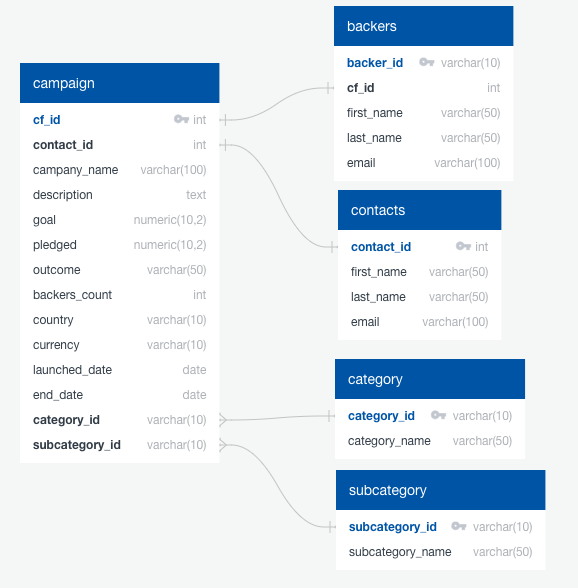 campaign
cf_id int
contact_id int
company_name varchar(100)
description text
goal numeric(10,2)
pledged numeric(10,2)
outcome varchar(50)
backers_count int
country varchar(10)
currency varchar(10)
launched_date date
end_date date
category_id varchar(10)
subcategory_id varchar(10)
backers
backer_id varchar(10)
cf_id int
first_name varchar(50)
last_name varchar(50)
email varchar(100)
contacts
contact_id int
first_name varchar(50)
last_name varchar(50)
email varchar(100)
category
category_id varchar(10)
category_name varchar(50)
subcategory
subcategory_id varchar(10)
subcategory_name varchar(50)